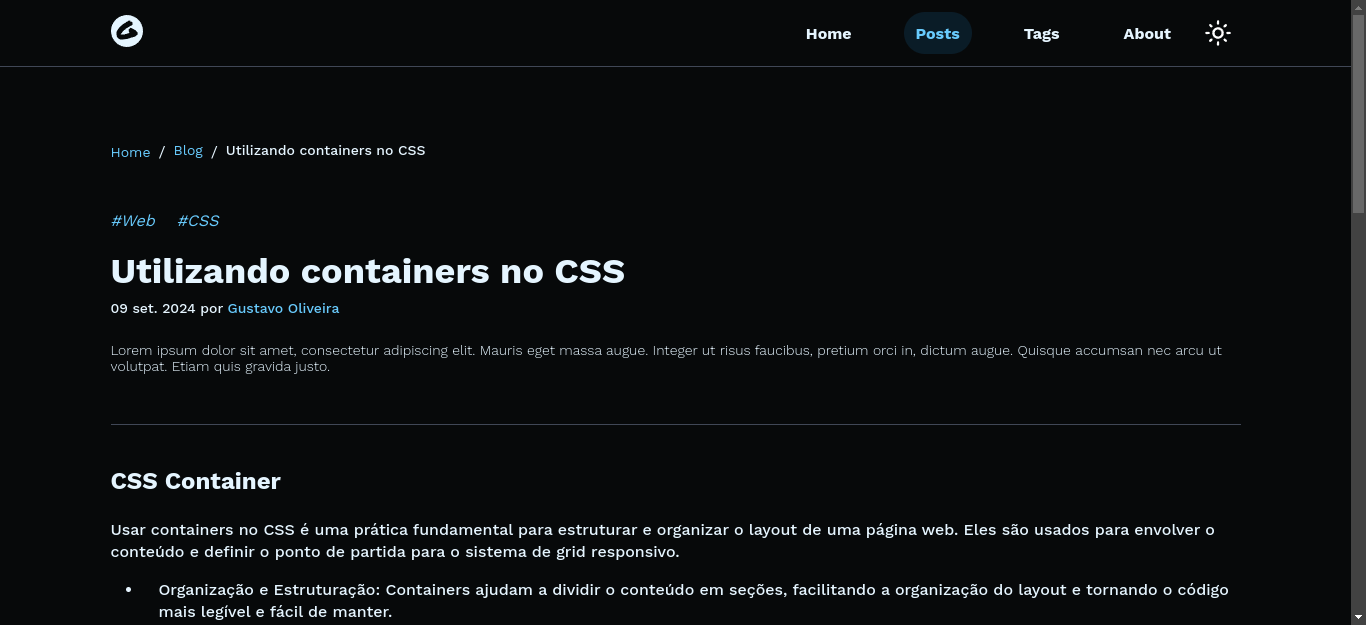 Home Posts Tags About
Home / Blog / Utilizando containers no CSS
#Web #CSS
Utilizando containers no CSS
09 set. 2024 por Gustavo Oliveira
Lorem ipsum dolor sit amet, consectetur adipiscing elit. Mauris eget massa augue. Integer ut risus faucibus, pretium orci in, dictum augue. Quisque accumsan nec arcu ut
volutpat. Etiam quis gravida justo.
CSS Container
Usar containers no CSS é uma prática fundamental para estruturar e organizar o layout de uma página web. Eles são usados para envolver o
conteúdo e definir o ponto de partida para o sistema de grid responsivo.
• Organização e Estruturação: Containers ajudam a dividir o conteúdo em seções, facilitando a organização do layout e tornando o código
mais legível e fácil de manter.